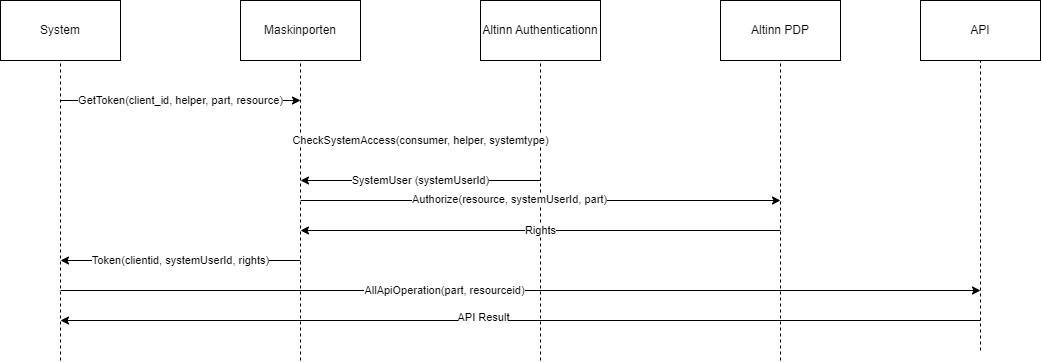 System
Maskinporten
Altinn Authenticationn
Altinn PDP
API
GetToken(client_id, helper, part, resource)
CheckSystemAccess(consumer, helper, systemtype)
SystemUser (systemUserId)
Authorize(resource, systemUserId, part)
Rights
Token(clientid, systemUserId, rights)
AllApiOperation(part, resourceid)
API Result